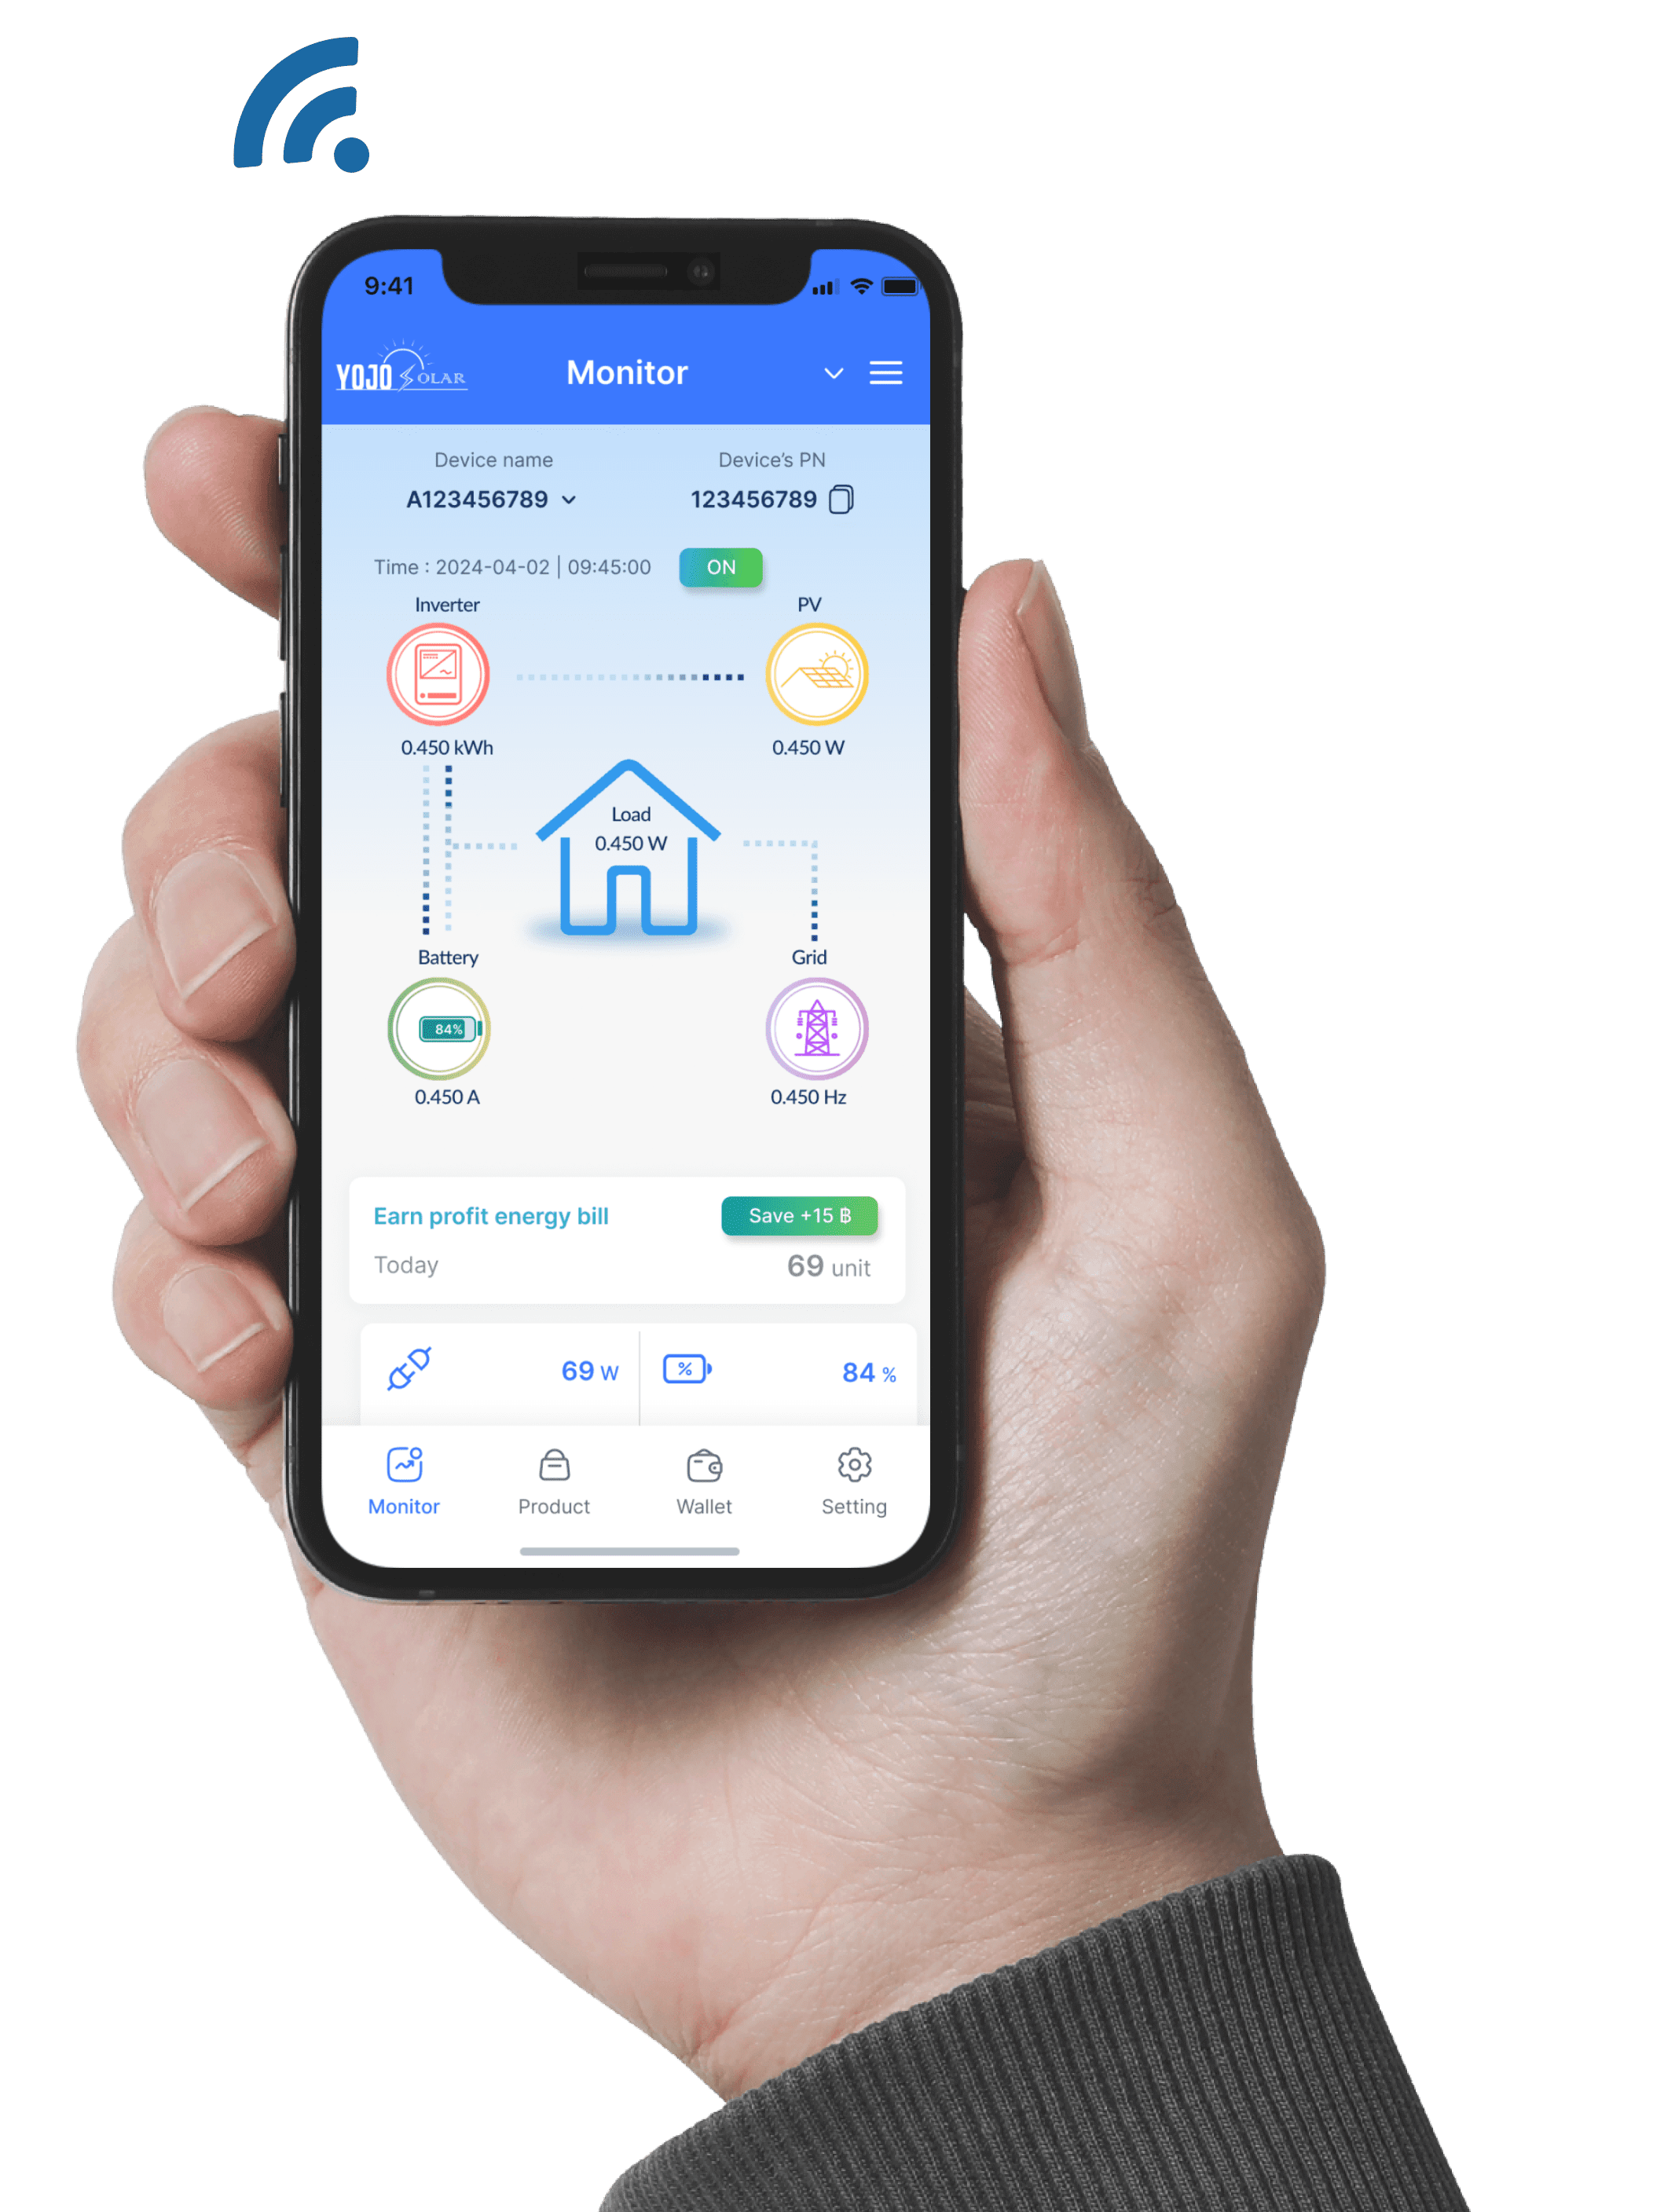 9:41
YOJO SOLAR
Monitor
Device name
Device's PN
A123456789
123456789
Time : 2024-04-02 | 09:45:00
ON
Inverter
PV
0.450 kWh
0.450 W
Load
0.450 W
Battery
Grid
84%
0.450 A
0.450 Hz
Earn profit energy bill
Save +15 ฿
Today
69 unit
69 W
%
84 %
Monitor
Product
Wallet
Setting